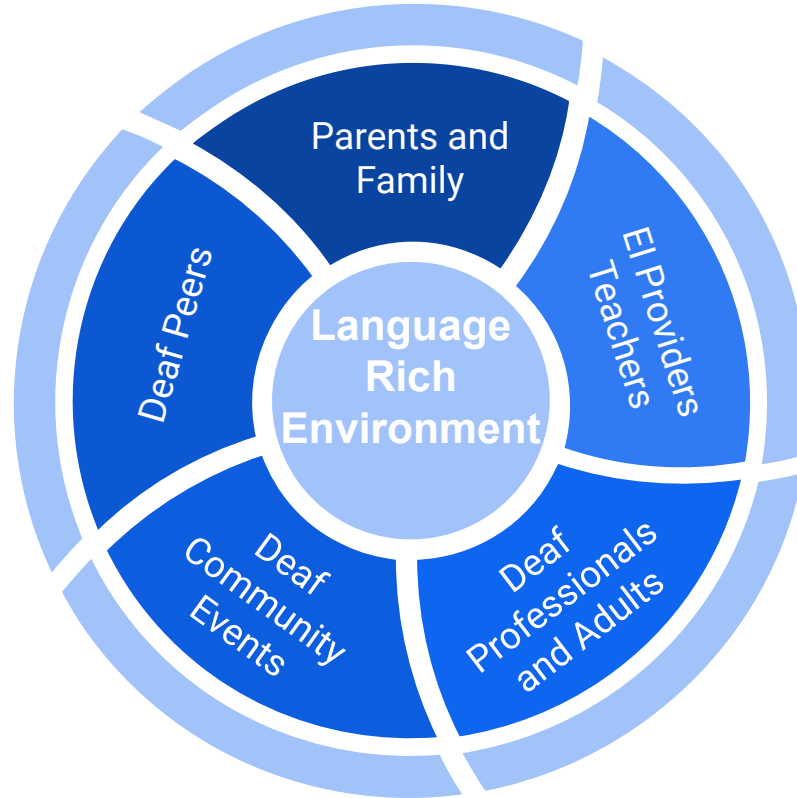 Parents and
Family
EI Providers
Teachers
Deaf
Professionals
and Adults
Deaf
Community
Events
Deaf Peers
Language
Rich
Environment